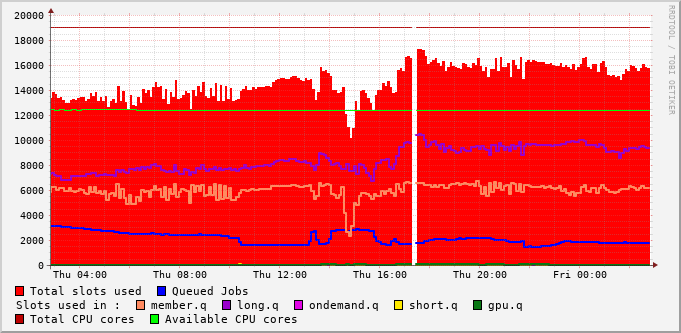 20000
18000
16000
14000
12000
10000
8000
6000
4000
2000
0
Thu 04:00 Thu 08:00 Thu 12:00 Thu 16:00 Thu 20:00 Fri 00:00
RRDTOOL / TOBI OETIKER
Total slots used Queued Jobs
Slots used in : member.q long.q ondemand.q short.q gpu.q
Total CPU cores Available CPU cores